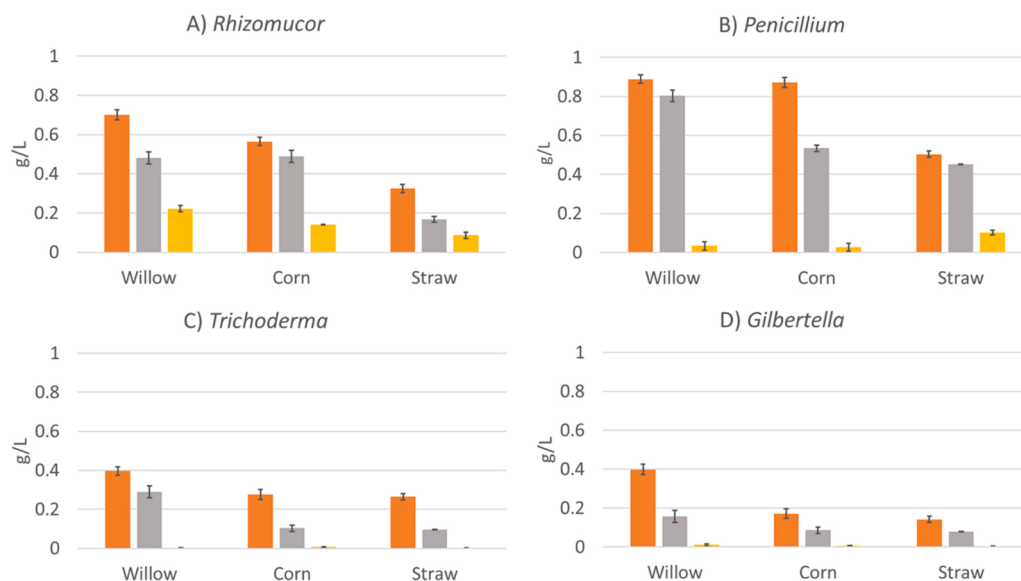 A) Rhizomucor
1
0.8
0.6
0.4
0.2
0
g/L
Willow Corn Straw
B) Penicillium
1
0.8
0.6
0.4
0.2
0
g/L
Willow Corn Straw
C) Trichoderma
1
0.8
0.6
0.4
0.2
0
g/L
Willow Corn Straw
D) Gilbertella
1
0.8
0.6
0.4
0.2
0
g/L
Willow Corn Straw